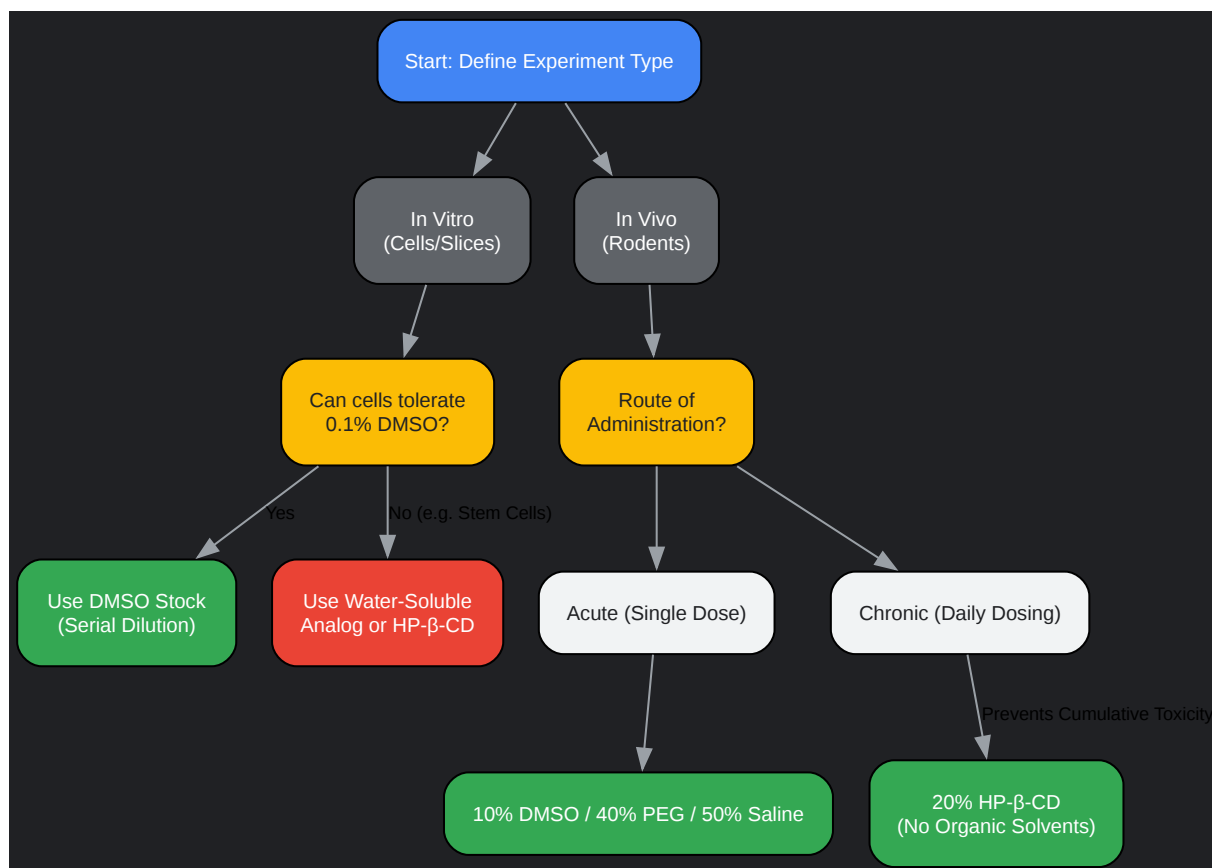 Start: Define Experiment Type
In Vitro
(Cells/Slices)
In Vivo
(Rodents)
Can cells tolerate
0.1% DMSO?
Route of
Administration?
Yes
No (e.g. Stem Cells)
Use DMSO Stock
(Serial Dilution)
Use Water-Soluble
Analog or HP-β-CD
Acute (Single Dose)
Chronic (Daily Dosing)
Prevents Cumulative Toxicity
10% DMSO / 40% PEG / 50% Saline
20% HP-β-CD
(No Organic Solvents)